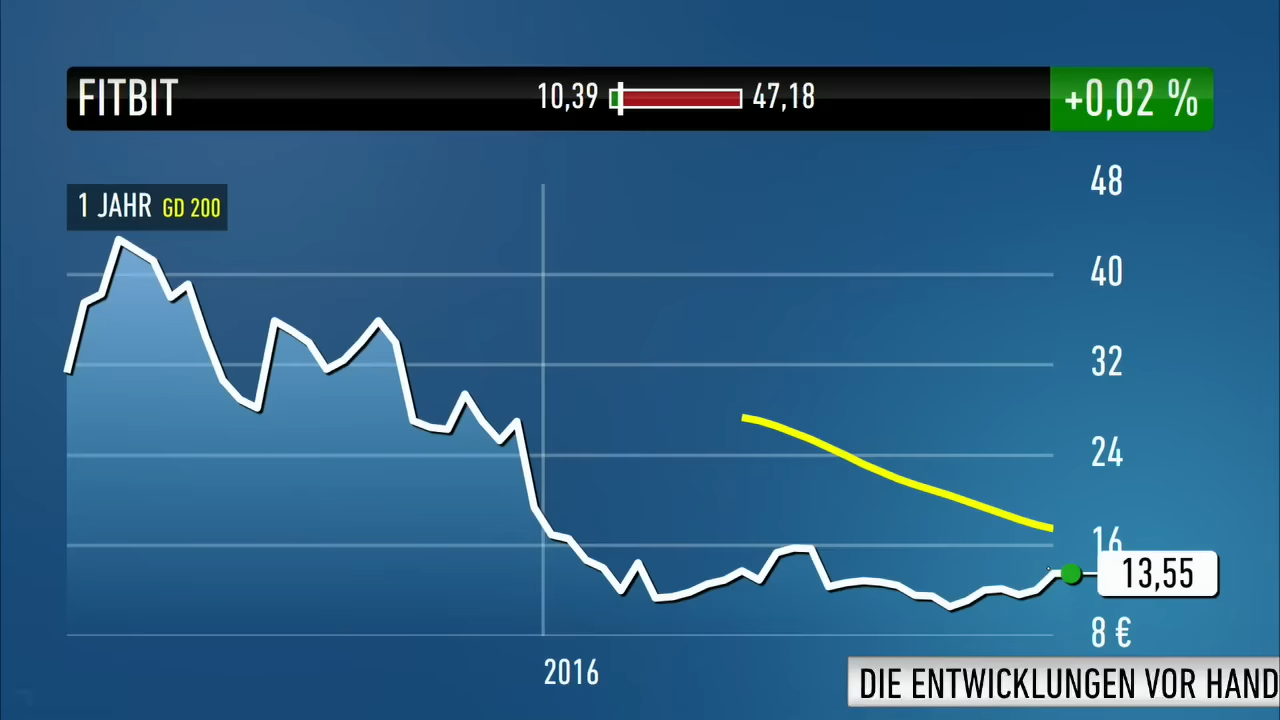 FITBIT 10,39 47,18 +0,02 %
1 JAHR GD 200
48
40
32
24
16
13,55
8 €
2016
DIE ENTWICKLUNGEN VOR HAND